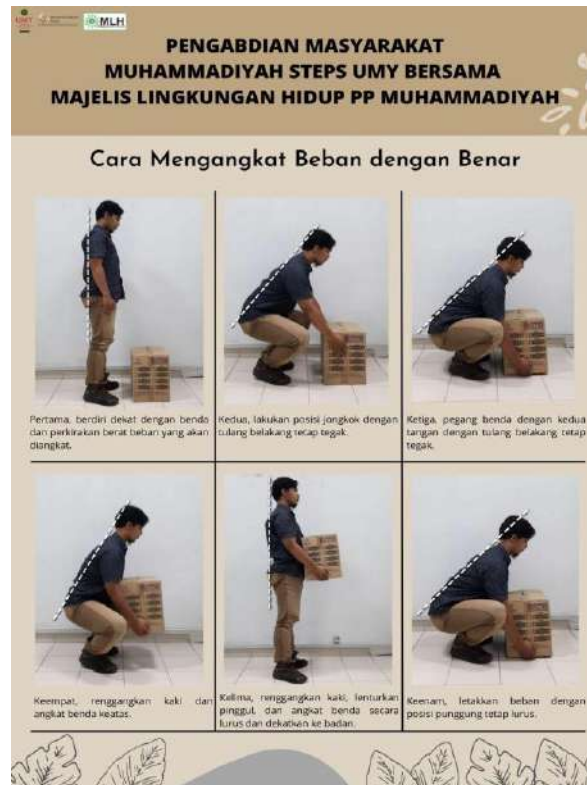 UMY
MLH
PENGABDIAN MASYARAKAT
MUHAMMADIYAH STEPS UMY BERSAMA
MAJELIS LINGKUNGAN HIDUP PP MUHAMMADIYAH
Cara Mengangkat Beban dengan Benar
Pertama, berdiri dekat dengan benda
dan perkirakan berat beban yang akan
diangkat.
Kedua, lakukan posisi jongkok dengan
tulang belakang tetap tegak.
Ketiga, pegang benda dengan kedua
tangan dengan tulang belakang tetap
tegak.
Keempat, renggangkan kaki dan
angkat benda keatas.
Kelima, renggangkan kaki, lenturkan
pinggul, dan angkat benda secara
lurus dan dekatkan ke badan.
Keenam, letakkan beban dengan
posisi punggung tetap lurus.